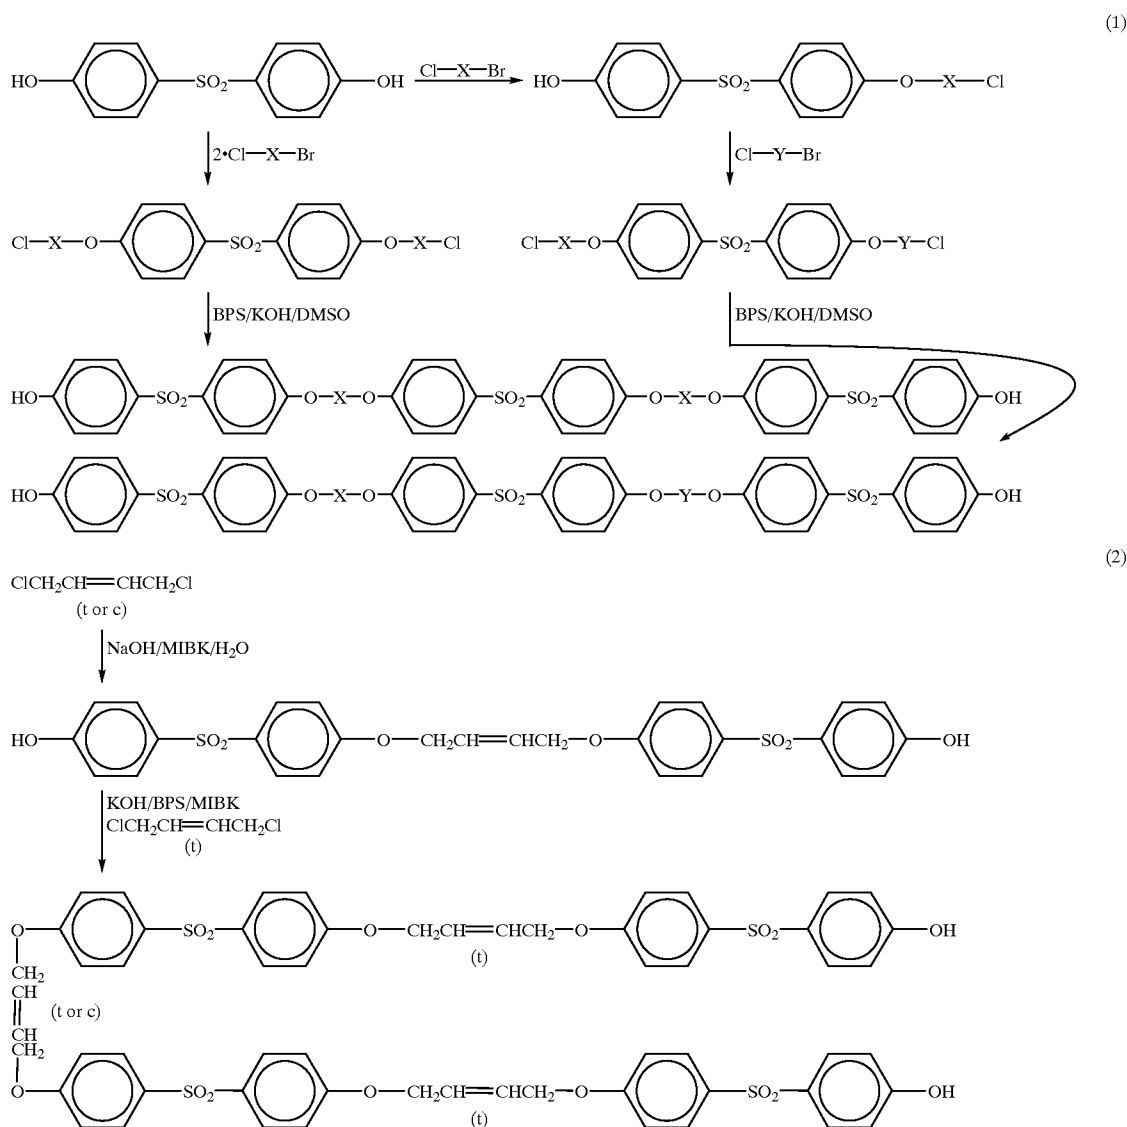 (1)
HO SO2 OH Cl—X—Br HO SO2 O—X—Cl
2•Cl—X—Br Cl—Y—Br
Cl—X—O SO2 O—X—Cl Cl—X—O SO2 O—Y—Cl
BPS/KOH/DMSO BPS/KOH/DMSO
HO SO2 O—X—O SO2 O—X—O SO2 OH
HO SO2 O—X—O SO2 O—Y—O SO2 OH
(2)
ClCH2CH=CHCH2Cl
(t or c)
NaOH/MIBK/H2O
HO SO2 O—CH2CH=CHCH2—O SO2 OH
KOH/BPS/MIBK
ClCH2CH=CHCH2Cl
(t)
O SO2 O—CH2CH=CHCH2—O SO2 OH
(t)
CH2
CH
(t or c)
CH
CH2
O SO2 O—CH2CH=CHCH2—O SO2 OH
(t)